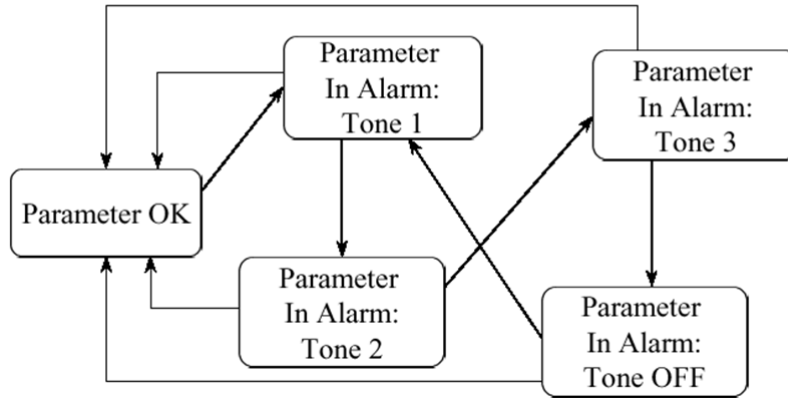 Parameter
In Alarm:
Tone 1
Parameter
In Alarm:
Tone 3
Parameter OK
Parameter
In Alarm:
Tone 2
Parameter
In Alarm:
Tone OFF